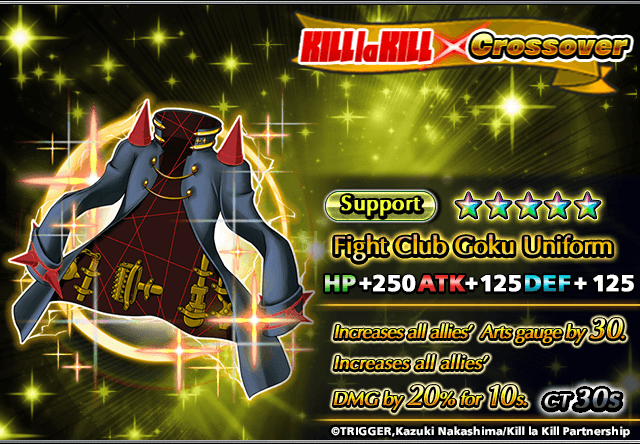 KILL la KILL × Crossover
Support
Fight Club Goku Uniform
HP +250 ATK +125 DEF + 125
Increases all allies' Arts gauge by 30.
Increases all allies'
DMG by 20% for 10s. CT 30s
©TRIGGER,Kazuki Nakashima/Kill la Kill Partnership